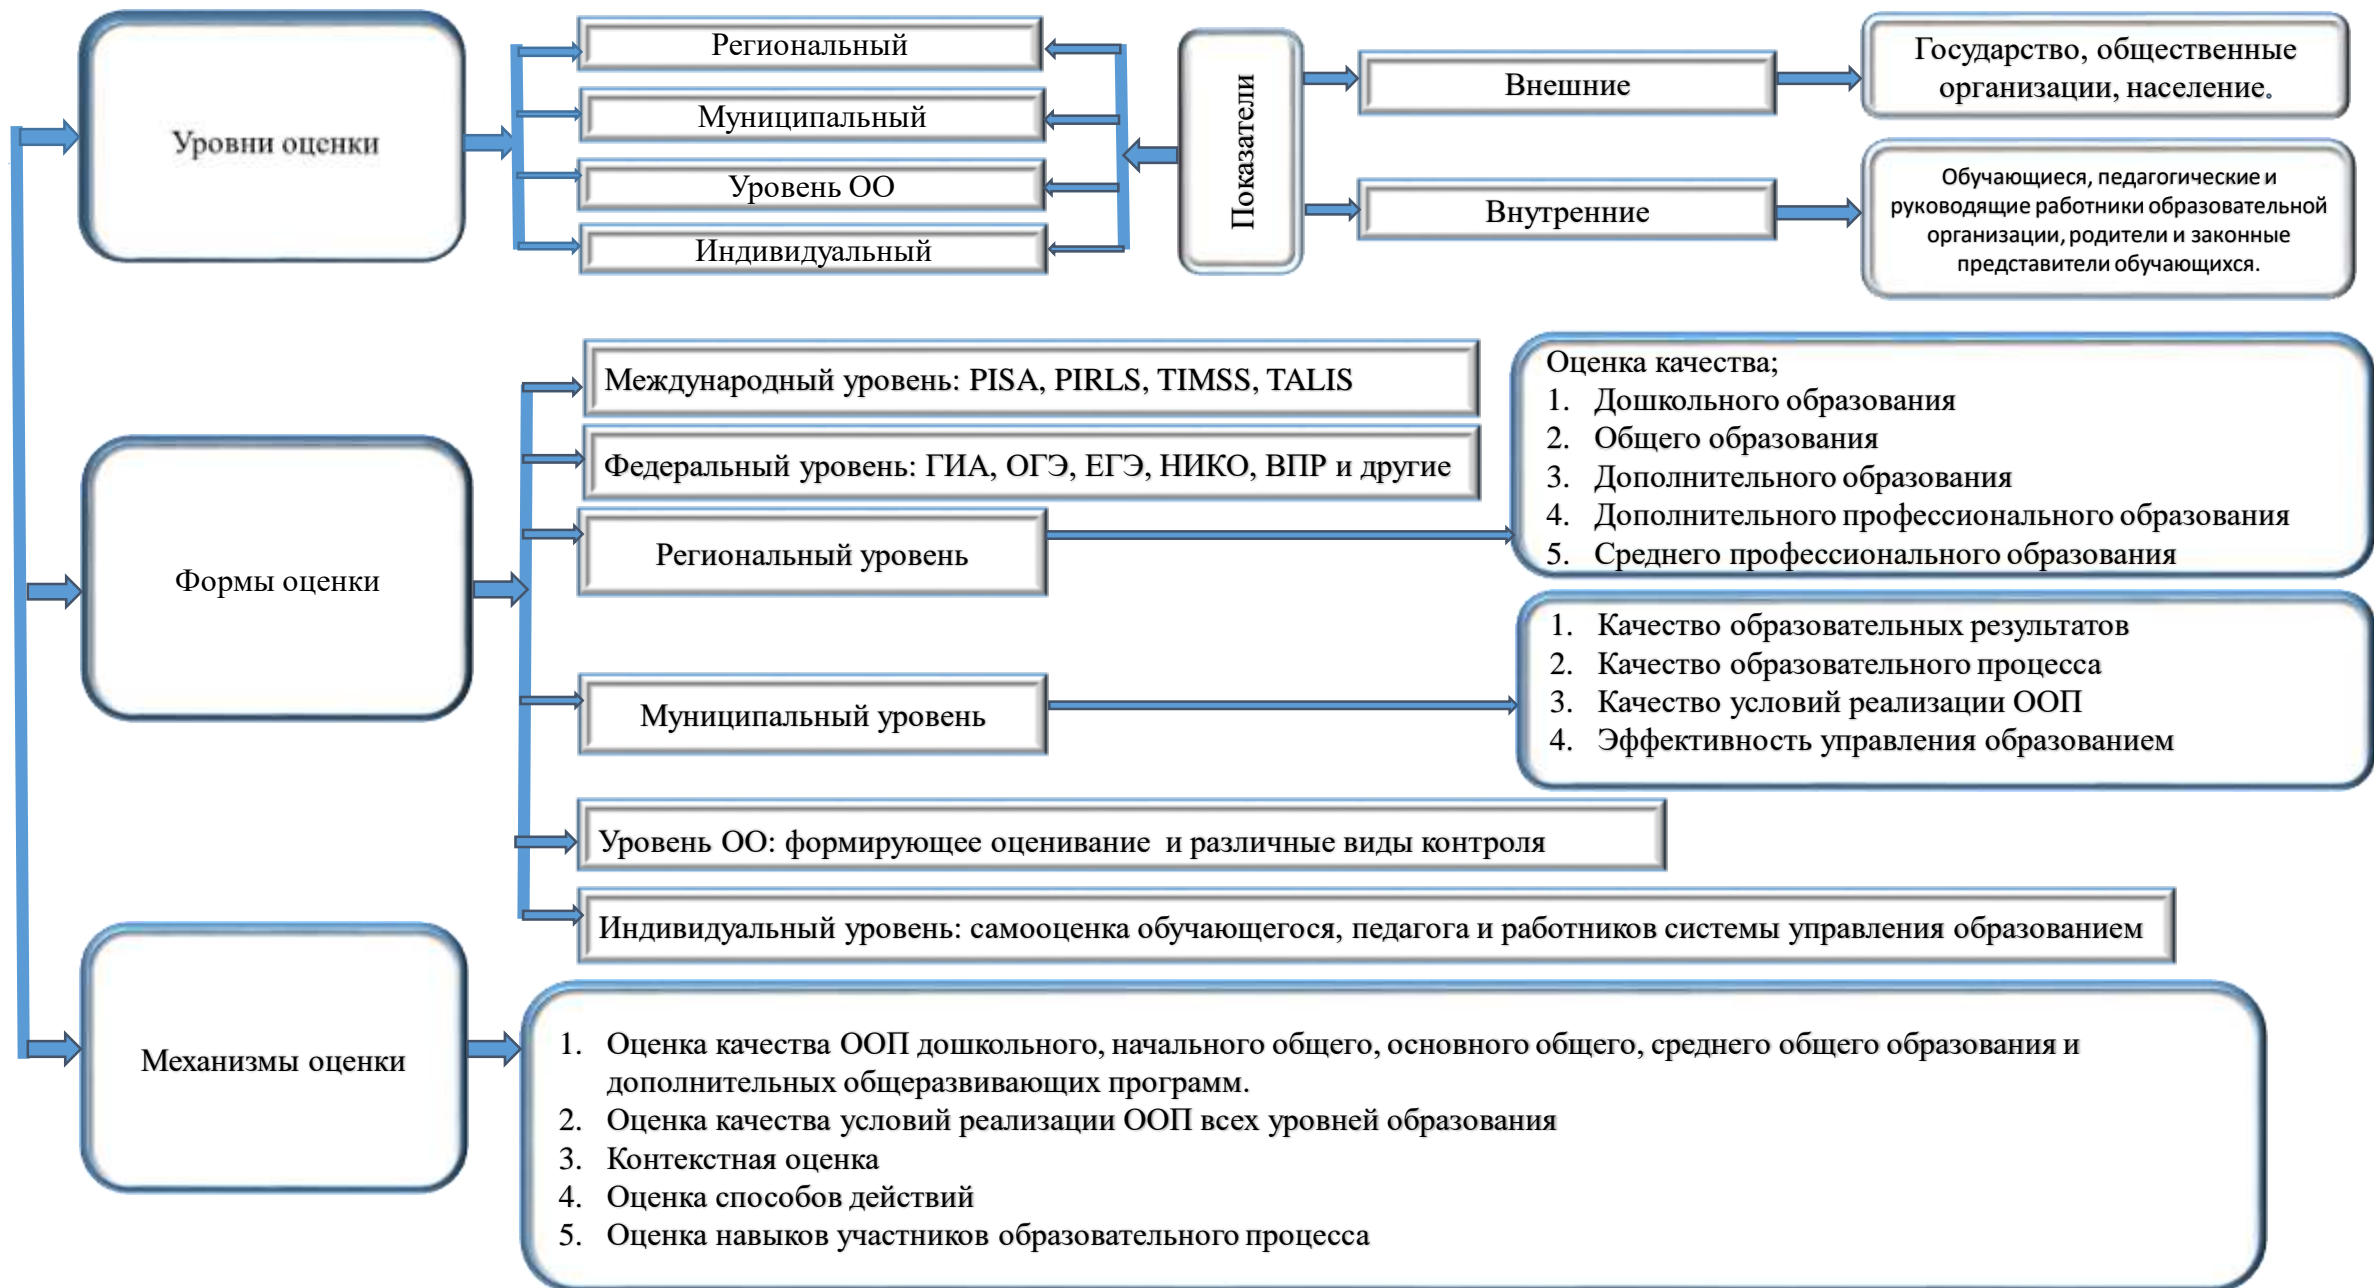 Уровни оценки
Региональный
Муниципальный
Уровень ОО
Индивидуальный
Показатели
Внешние
Внутренние
Государство, общественные
организации, население.
Обучающиеся, педагогические и
руководящие работники образовательной
организации, родители и законные
представители обучающихся.
Формы оценки
Международный уровень: PISA, PIRLS, TIMSS, TALIS
Федеральный уровень: ГИА, ОГЭ, ЕГЭ, НИКО, ВПР и другие
Региональный уровень
Оценка качества;
1. Дошкольного образования
2. Общего образования
3. Дополнительного образования
4. Дополнительного профессионального образования
5. Среднего профессионального образования
Муниципальный уровень
1. Качество образовательных результатов
2. Качество образовательного процесса
3. Качество условий реализации ООП
4. Эффективность управления образованием
Уровень ОО: формирующее оценивание и различные виды контроля
Индивидуальный уровень: самооценка обучающегося, педагога и работников системы управления образованием
Механизмы оценки
1. Оценка качества ООП дошкольного, начального общего, основного общего, среднего общего образования и
дополнительных общеразвивающих программ.
2. Оценка качества условий реализации ООП всех уровней образования
3. Контекстная оценка
4. Оценка способов действий
5. Оценка навыков участников образовательного процесса